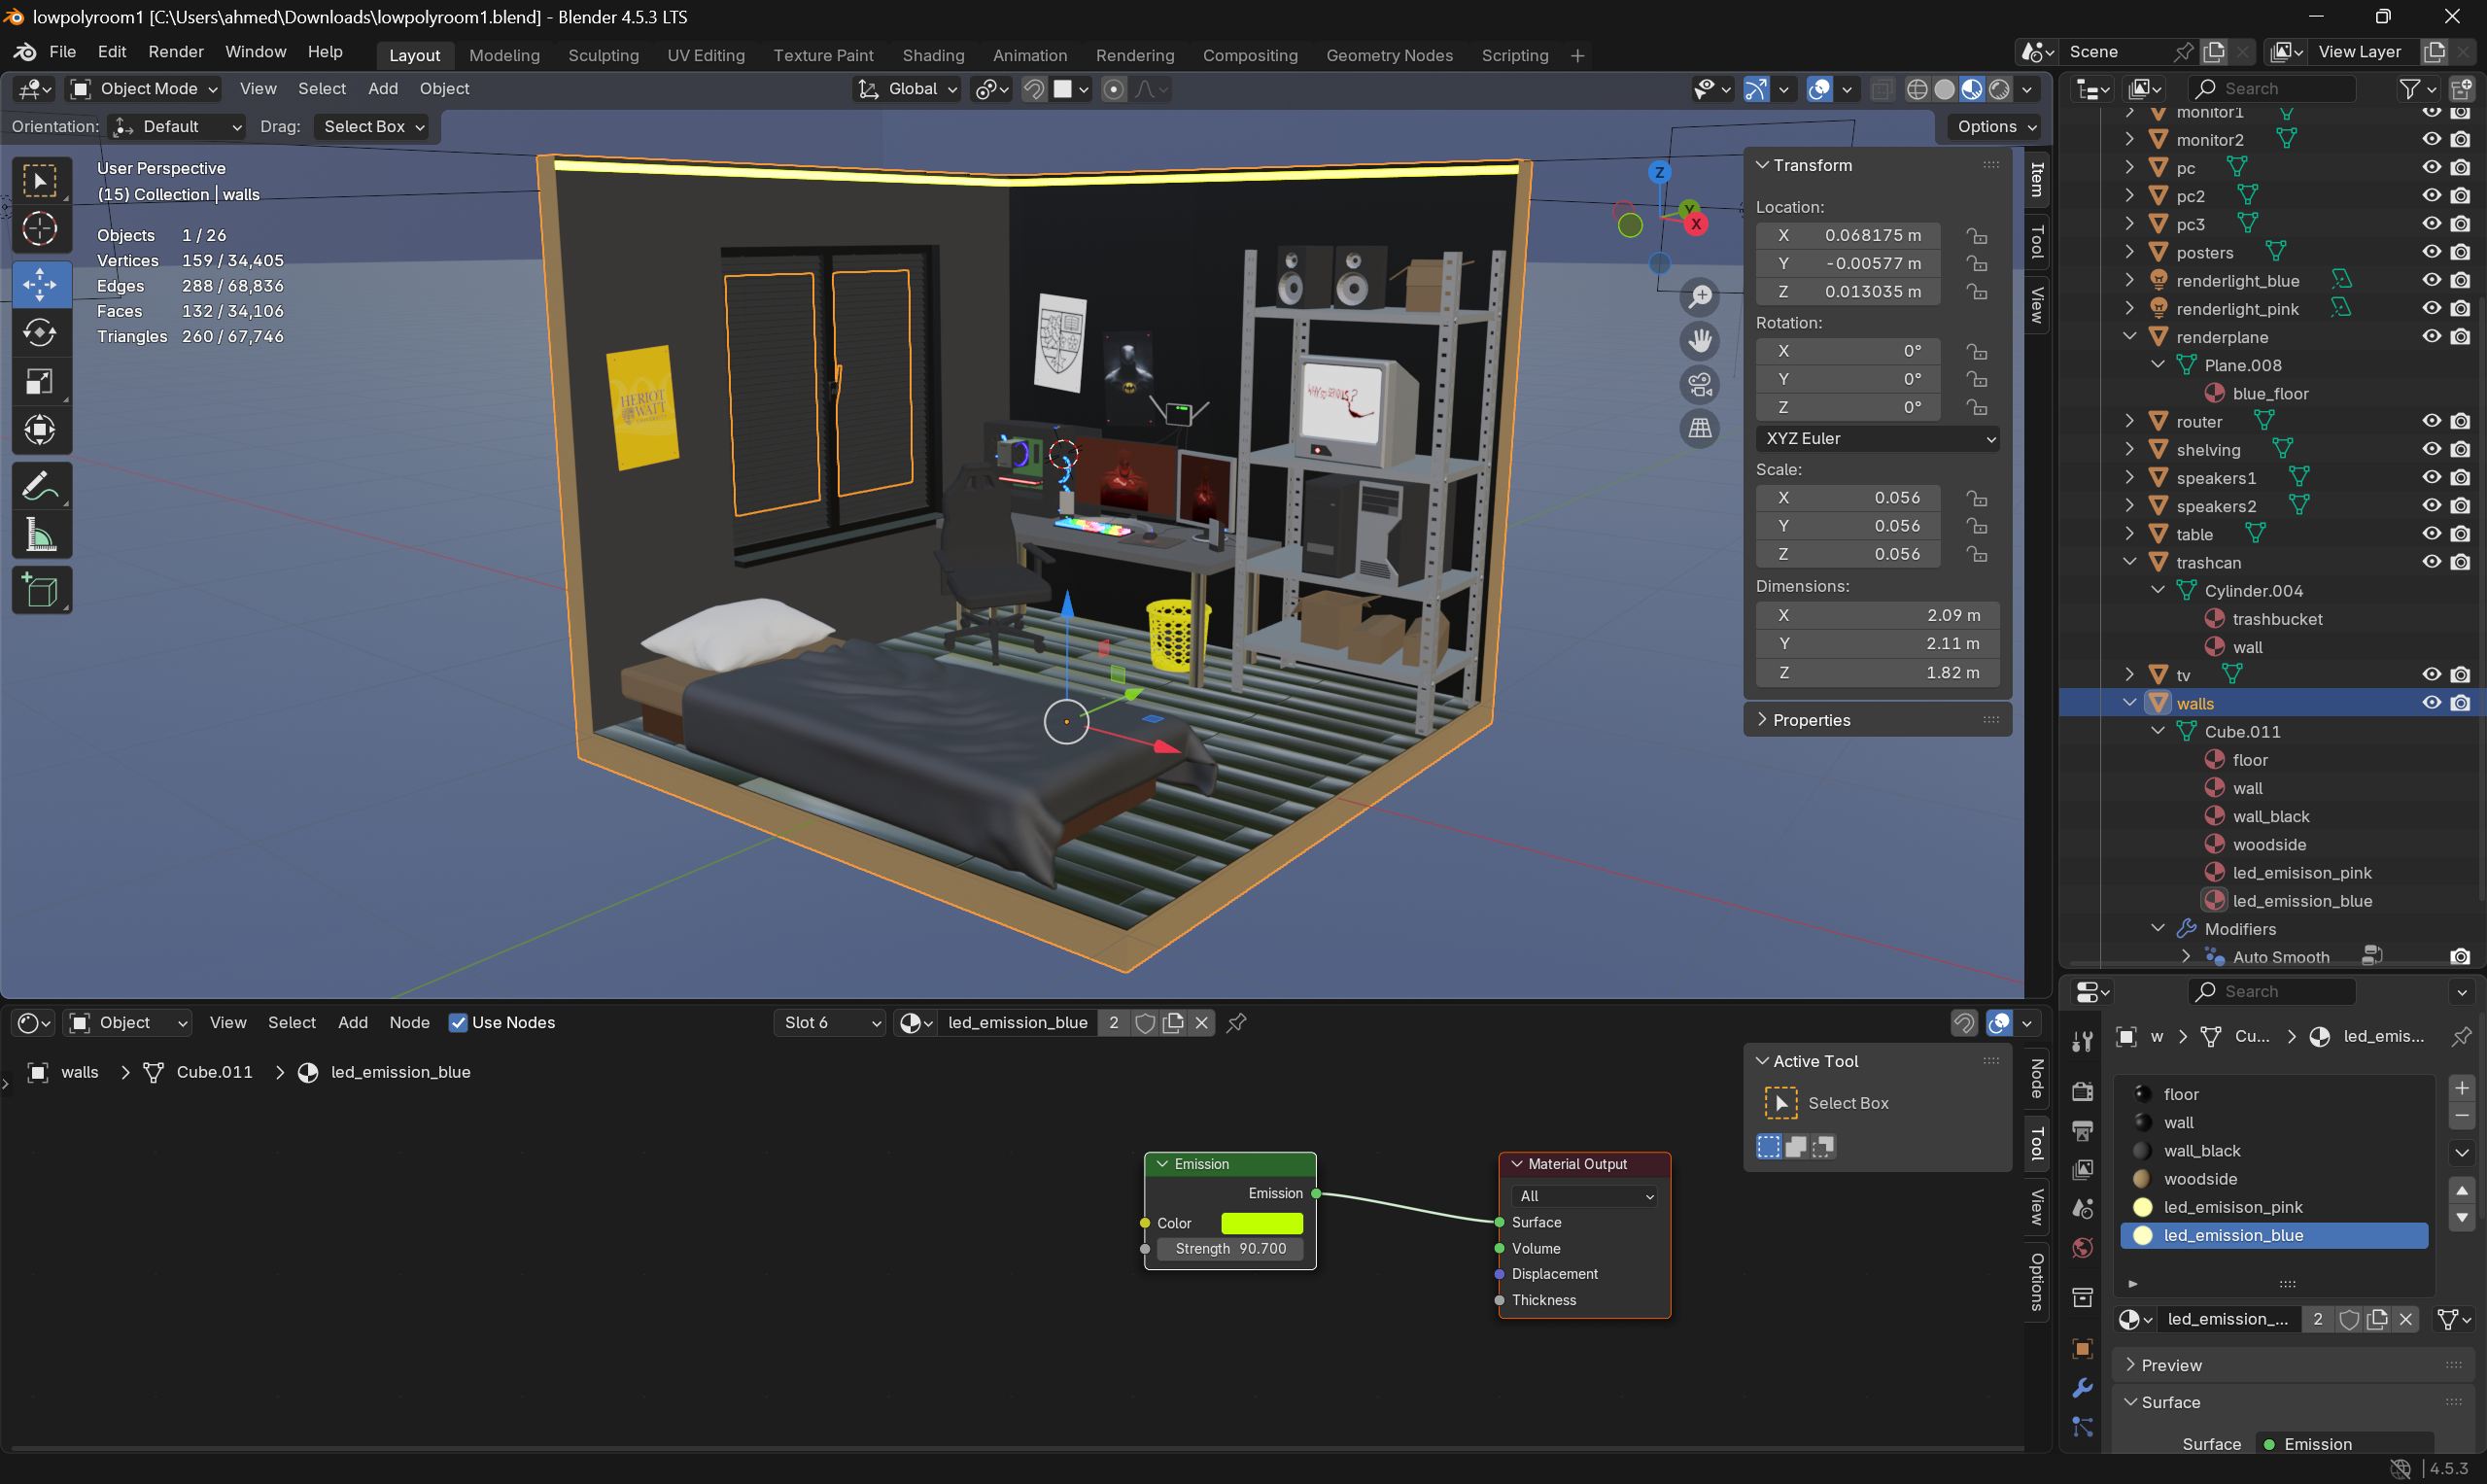 lowpolyroom1 [C:\Users\ahmed\Downloads\lowpolyroom1.blend] - Blender 4.5.3 LTS
File Edit Render Window Help Layout Modeling Sculpting UV Editing Texture Paint Shading Animation Rendering Compositing Geometry Nodes Scripting Scene View Layer
Object Mode View Select Add Object Global Search
Orientation: Default Drag: Select Box Options
User Perspective
(15) Collection | walls
Objects 1 / 26
Vertices 159 / 34,405
Edges 288 / 68,836
Faces 132 / 34,106
Triangles 260 / 67,746
HERIOT
WATT
Z
Y
X
Transform
Location:
X 0.068175 m
Y -0.00577 m
Z 0.013035 m
Rotation:
X 0°
Y 0°
Z 0°
XYZ Euler
Scale:
X 0.056
Y 0.056
Z 0.056
Dimensions:
X 2.09 m
Y 2.11 m
Z 1.82 m
Properties
Item
Tool
View
monitor1
monitor2
pc
pc2
pc3
posters
renderlight_blue
renderlight_pink
renderplane
Plane.008
blue_floor
router
shelving
speakers1
speakers2
table
trashcan
Cylinder.004
trashbucket
wall
tv
walls
Cube.011
floor
wall
wall_black
woodside
led_emisison_pink
led_emission_blue
Modifiers
Auto Smooth
Object View Select Add Node Use Nodes Slot 6 led_emission_blue 2
walls Cube.011 led_emission_blue
Active Tool
Select Box
Node
Tool
View
Options
Emission
Emission
Color
Strength 90.700
Material Output
All
Surface
Volume
Displacement
Thickness
Search
w Cu... led_emis...
floor
wall
wall_black
woodside
led_emisison_pink
led_emission_blue
led_emission_... 2
Preview
Surface
Surface Emission
4.5.3